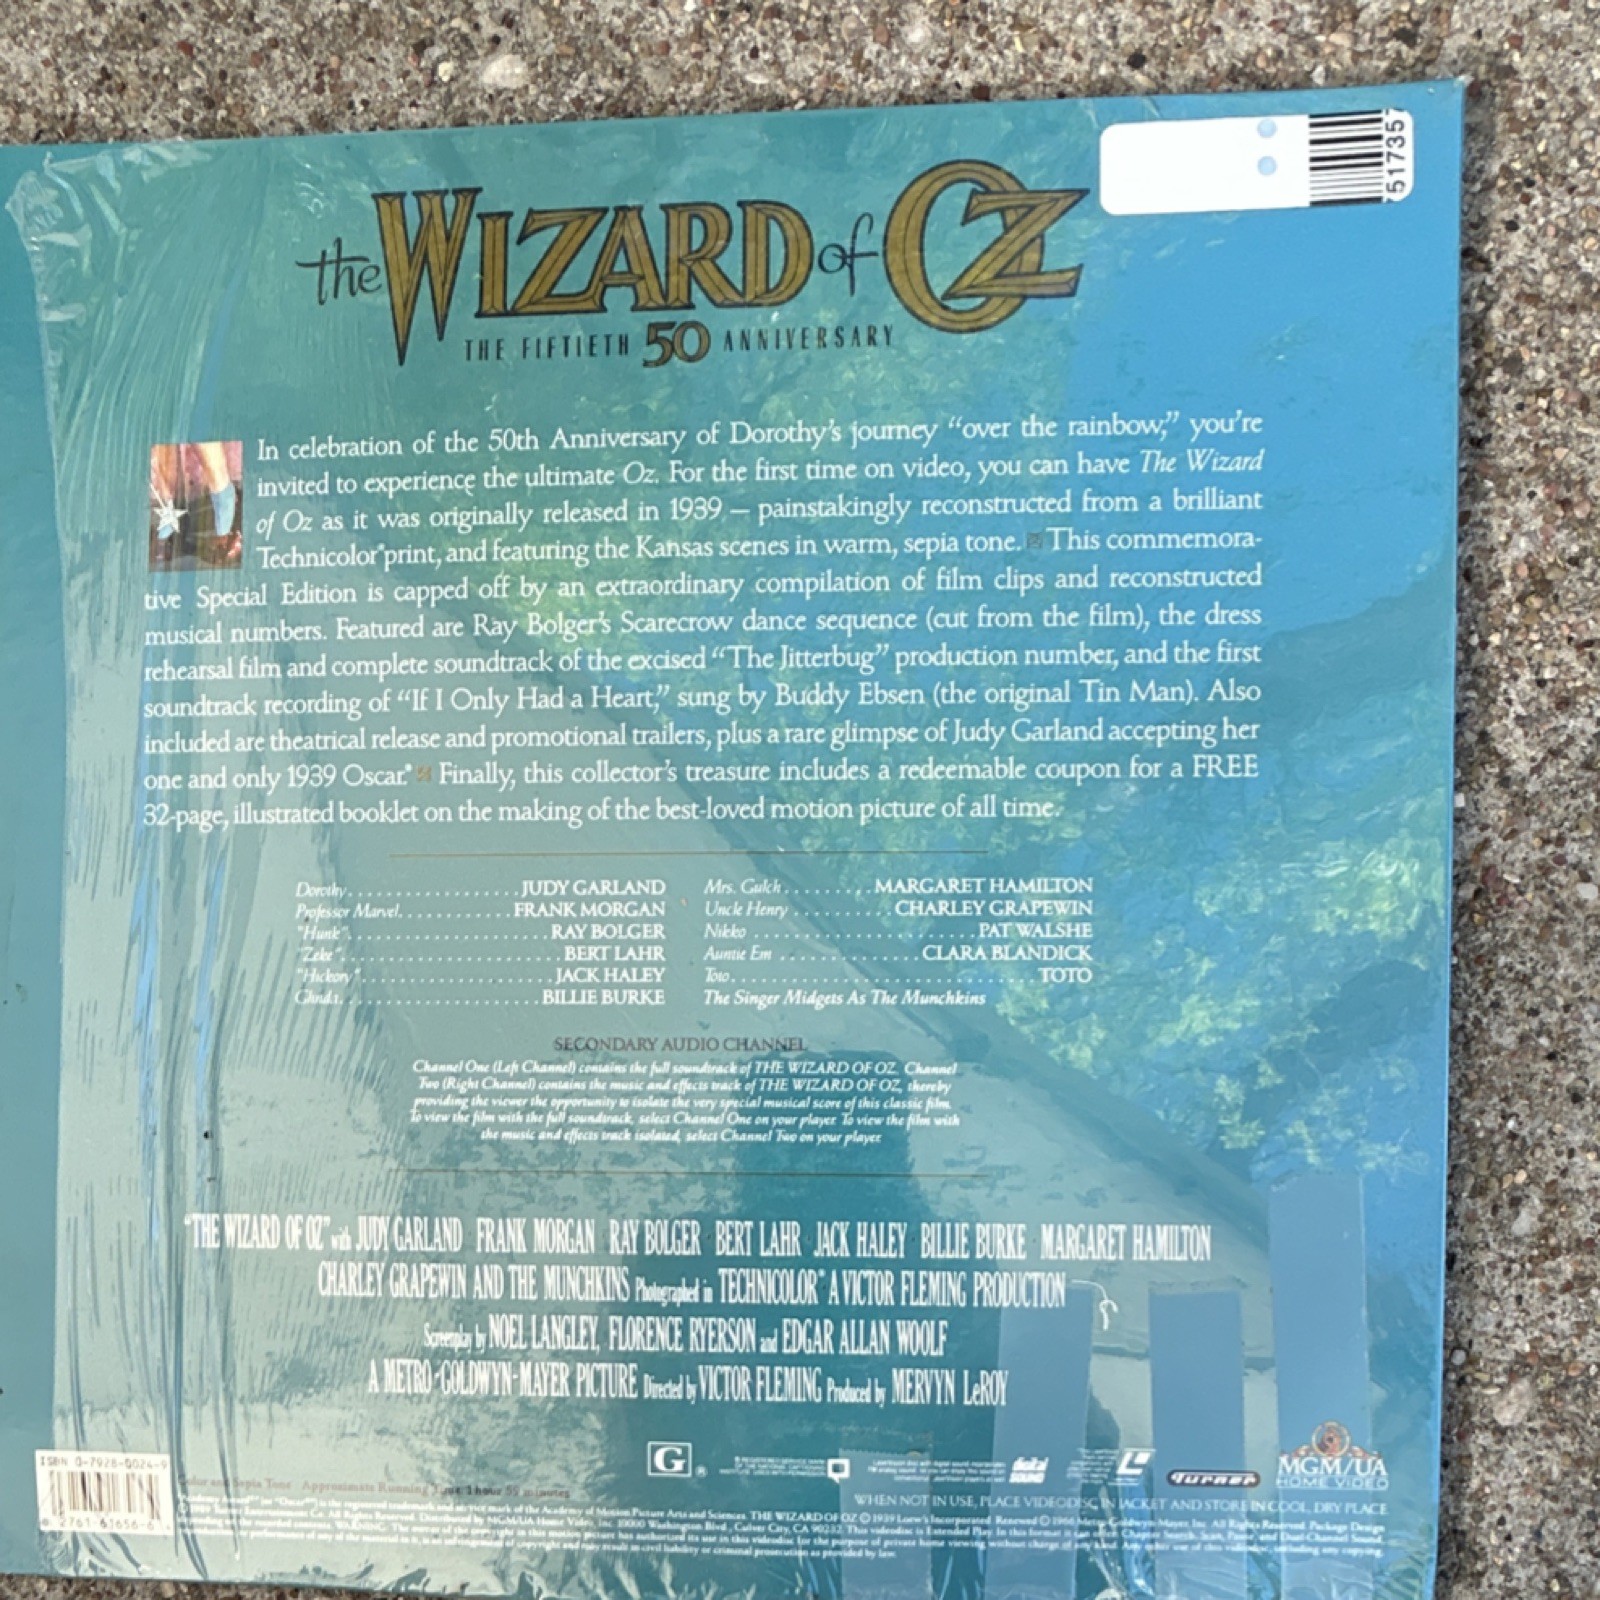 517357
the WIZARD of OZ
THE FIFTIETH 50 ANNIVERSARY
In celebration of the 50th Anniversary of Dorothy's journey "over the rainbow," you're
invited to experience the ultimate Oz. For the first time on video, you can have The Wizard
of Oz as it was originally released in 1939 — painstakingly reconstructed from a brilliant
Technicolor® print, and featuring the Kansas scenes in warm, sepia tone. This commemora-
tive Special Edition is capped off by an extraordinary compilation of film clips and reconstructed
musical numbers. Featured are Ray Bolger's Scarecrow dance sequence (cut from the film), the dress
rehearsal film and complete soundtrack of the excised "The Jitterbug" production number, and the first
soundtrack recording of "If I Only Had a Heart," sung by Buddy Ebsen (the original Tin Man). Also
included are theatrical release and promotional trailers, plus a rare glimpse of Judy Garland accepting her
one and only 1939 Oscar.® Finally, this collector's treasure includes a redeemable coupon for a FREE
32-page, illustrated booklet on the making of the best-loved motion picture of all time.
Dorothy.................. JUDY GARLAND
Professor Marvel............ FRANK MORGAN
"Hunk"..................... RAY BOLGER
"Zeke"...................... BERT LAHR
"Hickory".................... JACK HALEY
Glinda.................... BILLIE BURKE
Mrs. Gulch......... MARGARET HAMILTON
Uncle Henry.......... CHARLEY GRAPEWIN
Nikko...................... PAT WALSHE
Auntie Em.............. CLARA BLANDICK
Toto............................... TOTO
The Singer Midgets As The Munchkins
SECONDARY AUDIO CHANNEL
Channel One (Left Channel) contains the full soundtrack of THE WIZARD OF OZ. Channel
Two (Right Channel) contains the music and effects track of THE WIZARD OF OZ, thereby
providing the viewer the opportunity to isolate the very special musical score of this classic film.
To view the film with the full soundtrack, select Channel One on your player. To view the film with
the music and effects track isolated, select Channel Two on your player.
"THE WIZARD OF OZ" with JUDY GARLAND FRANK MORGAN RAY BOLGER BERT LAHR JACK HALEY BILLIE BURKE MARGARET HAMILTON
CHARLEY GRAPEWIN AND THE MUNCHKINS Photographed in TECHNICOLOR® A VICTOR FLEMING PRODUCTION
Screenplay by NOEL LANGLEY, FLORENCE RYERSON and EDGAR ALLAN WOOLF
A METRO-GOLDWYN-MAYER PICTURE Directed by VICTOR FLEMING Produced by MERVYN LeROY
ISBN 0-7928-0024-9
G ®
digital SOUND
TURNER
MGM/UA
HOME VIDEO
Color and Sepia Tone Approximate Running Time: 1 hour 59 minutes
WHEN NOT IN USE, PLACE VIDEODISC IN JACKET AND STORE IN COOL, DRY PLACE